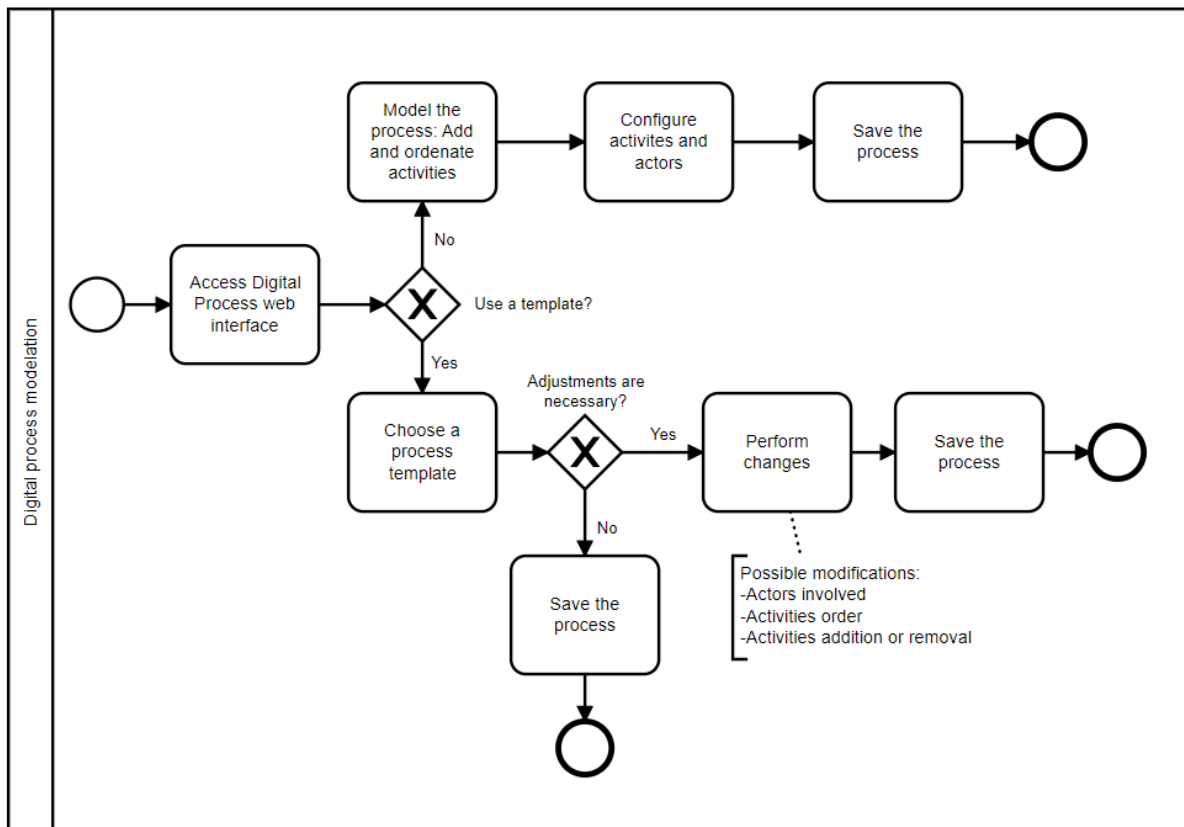 Digital process modelation
Model the
process: Add
and ordenate
activities
Configure
activites and
actors
Save the
process
No
Access Digital
Process web
interface
X
Use a template?
Yes
Choose a
process
template
Adjustments are
necessary?
X
Yes
Perform
changes
Save the
process
No
Save the
process
Possible modifications:
-Actors involved
-Activities order
-Activities addition or removal